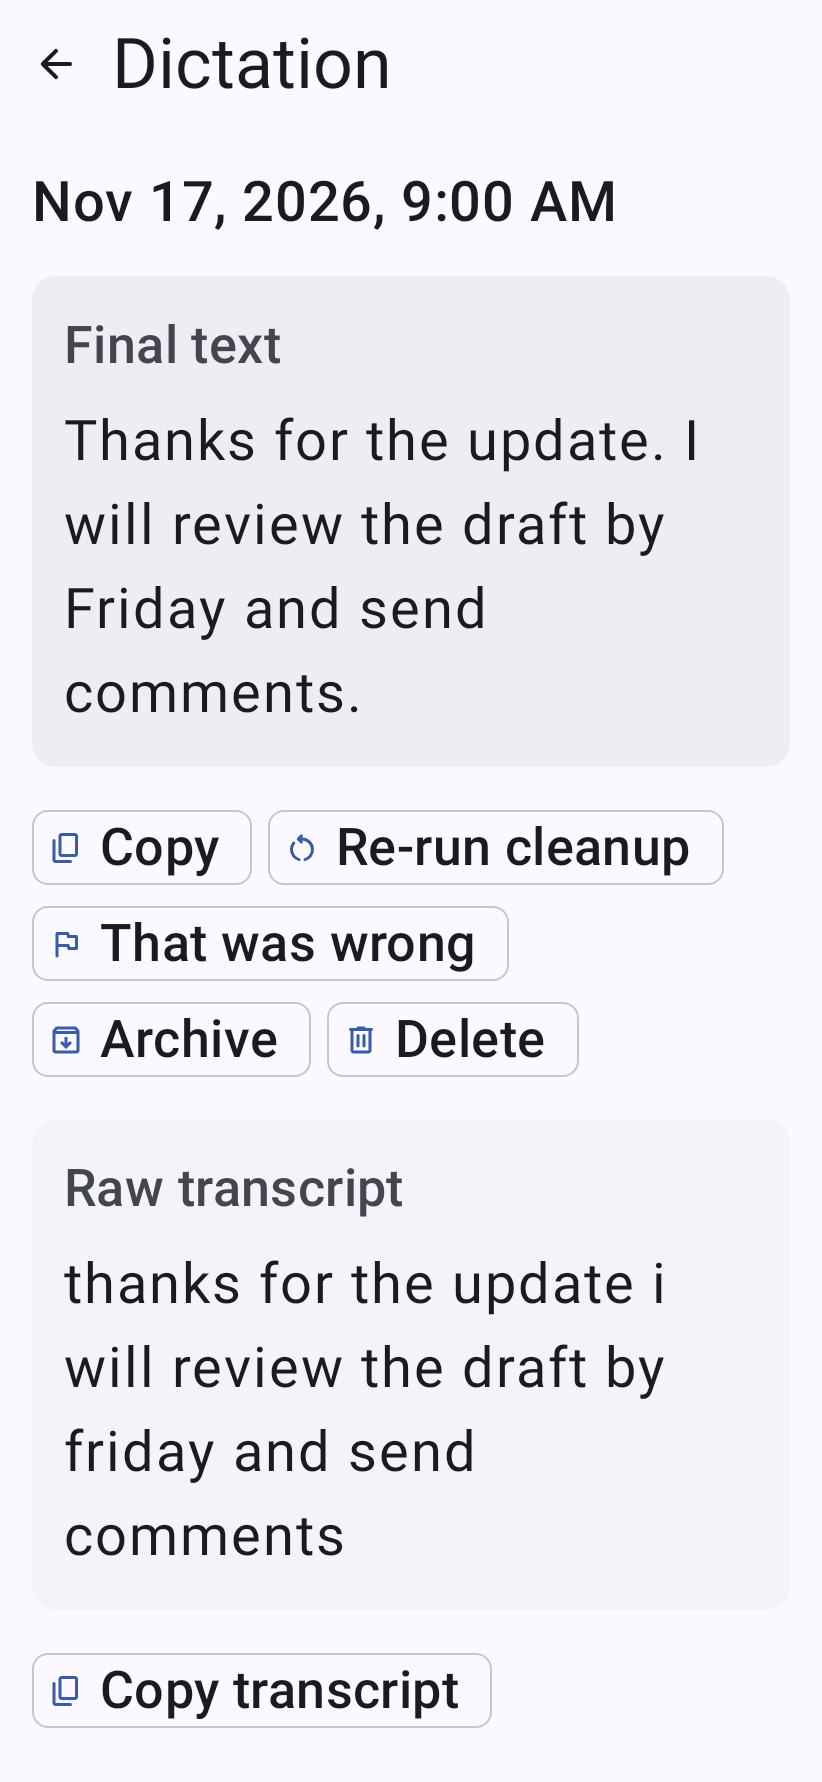 Dictation
Nov 17, 2026, 9:00 AM
Final text
Thanks for the update. I
will review the draft by
Friday and send
comments.
Copy
Re-run cleanup
That was wrong
Archive
Delete
Raw transcript
thanks for the update i
will review the draft by
friday and send
comments
Copy transcript